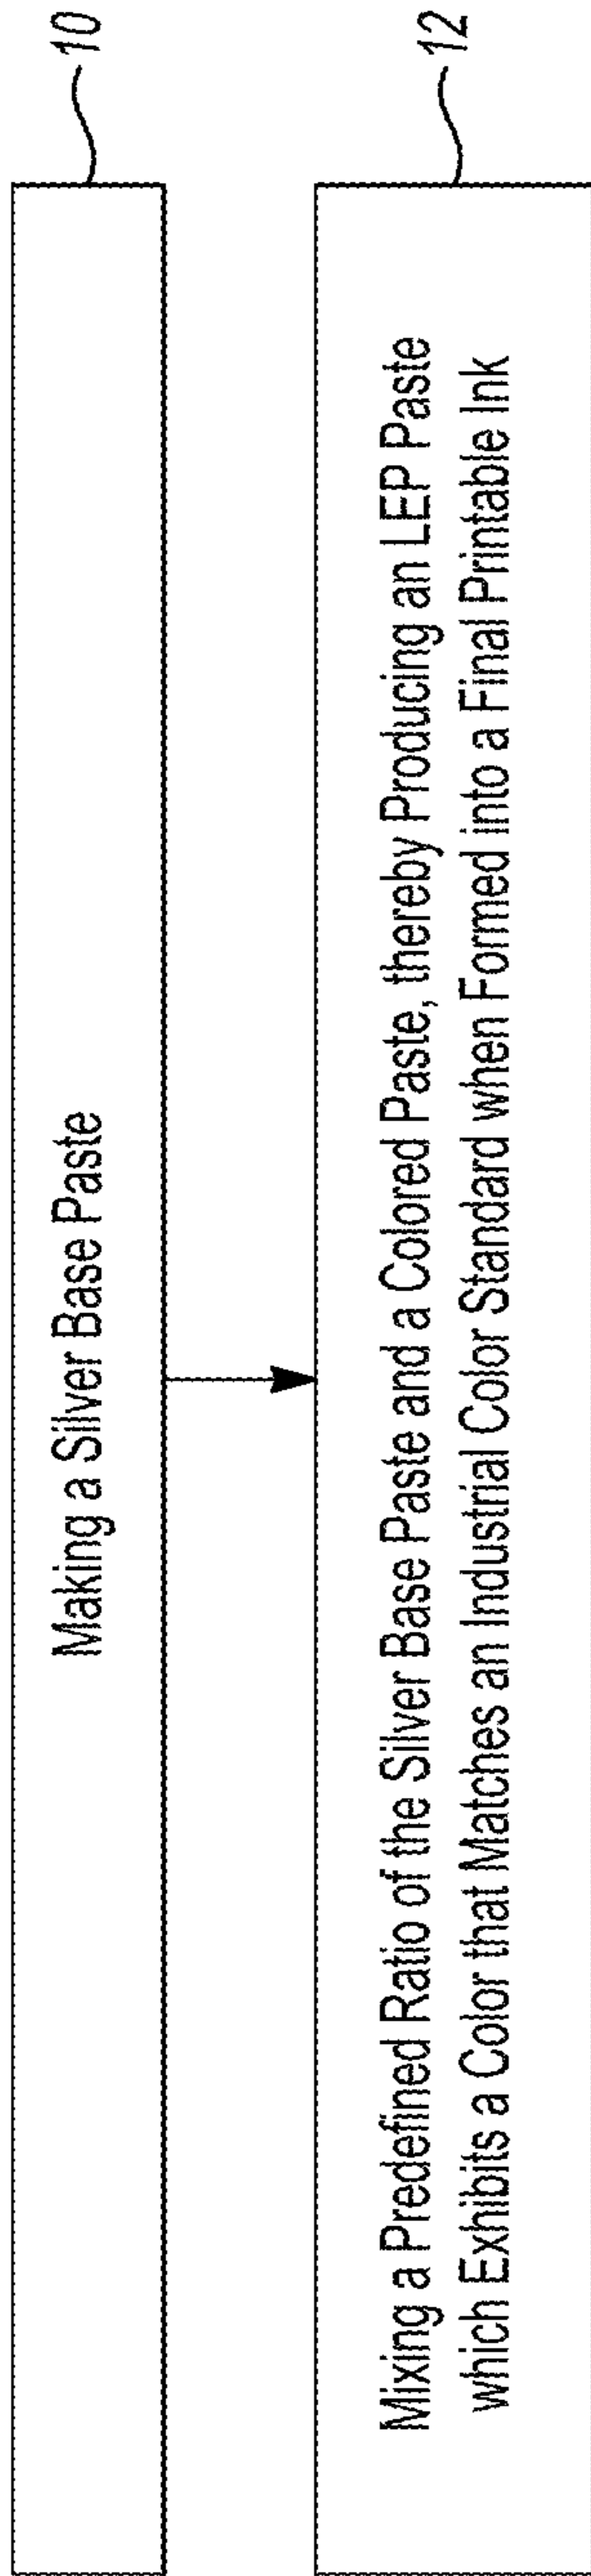 Making a Silver Base Paste
10
Mixing a Predefined Ratio of the Silver Base Paste and a Colored Paste, thereby Producing an LEP Paste
which Exhibits a Color that Matches an Industrial Color Standard when Formed into a Final Printable Ink
12